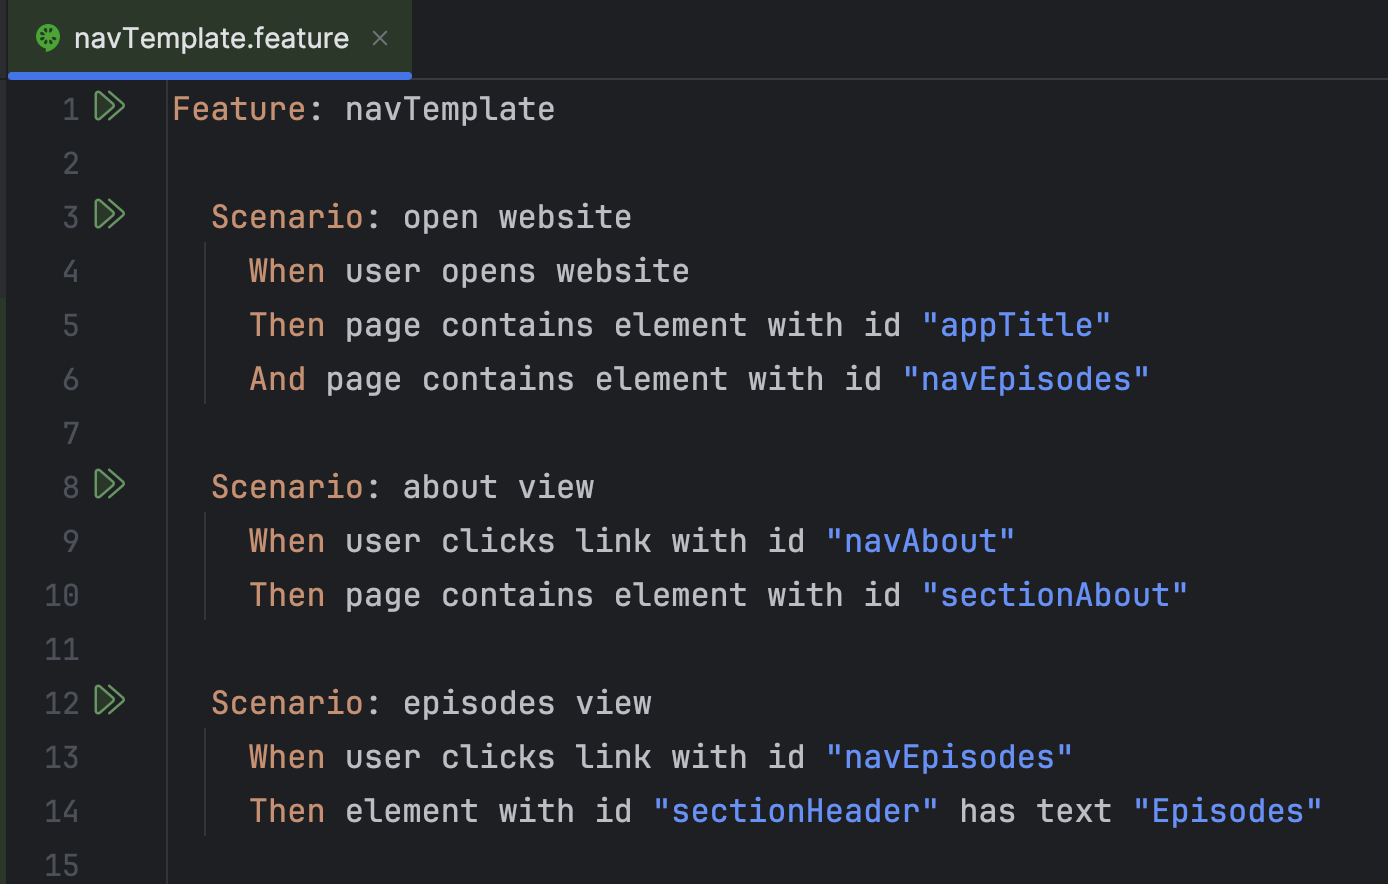 navTemplate.feature
1 Feature: navTemplate
2
3 Scenario: open website
4 When user opens website
5 Then page contains element with id "appTitle"
6 And page contains element with id "navEpisodes"
7
8 Scenario: about view
9 When user clicks link with id "navAbout"
10 Then page contains element with id "sectionAbout"
11
12 Scenario: episodes view
13 When user clicks link with id "navEpisodes"
14 Then element with id "sectionHeader" has text "Episodes"
15